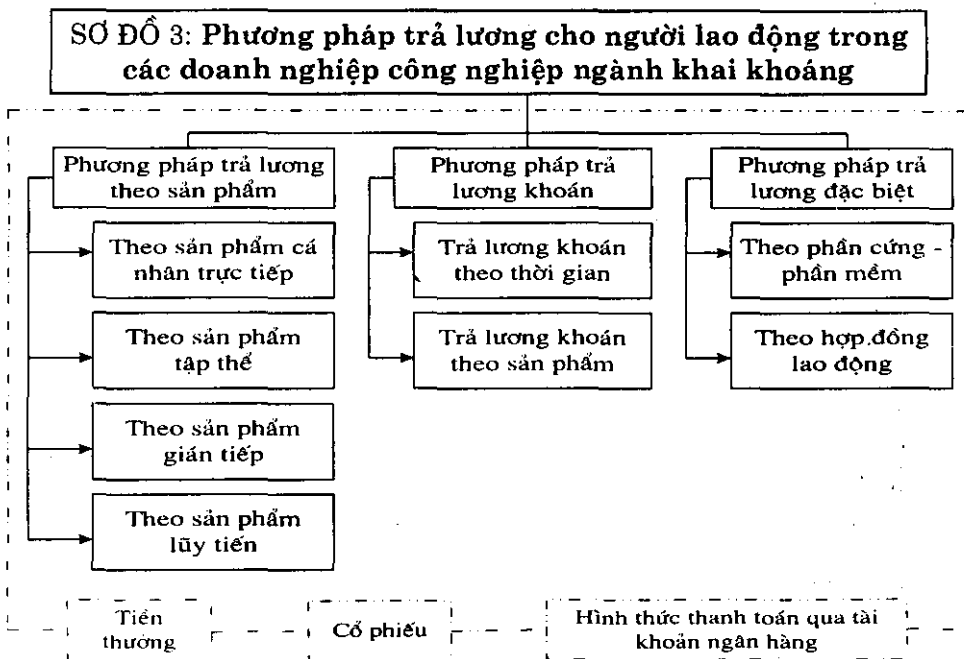 SƠ ĐỒ 3: Phương pháp trả lương cho người lao động trong
các doanh nghiệp công nghiệp ngành khai khoáng
Phương pháp trả lương
theo sản phẩm
Theo sản phẩm cá
nhân trực tiếp
Theo sản phẩm
tập thể
Theo sản phẩm
gián tiếp
Theo sản phẩm
lũy tiến
Phương pháp trả
lương khoán
Trả lương khoán
theo thời gian
Trả lương khoán
theo sản phẩm
Phương pháp trả
lương đặc biệt
Theo phần cứng -
phần mềm
Theo hợp đồng
lao động
Tiền
thưởng
Cổ phiếu
Hình thức thanh toán qua tài
khoản ngân hàng